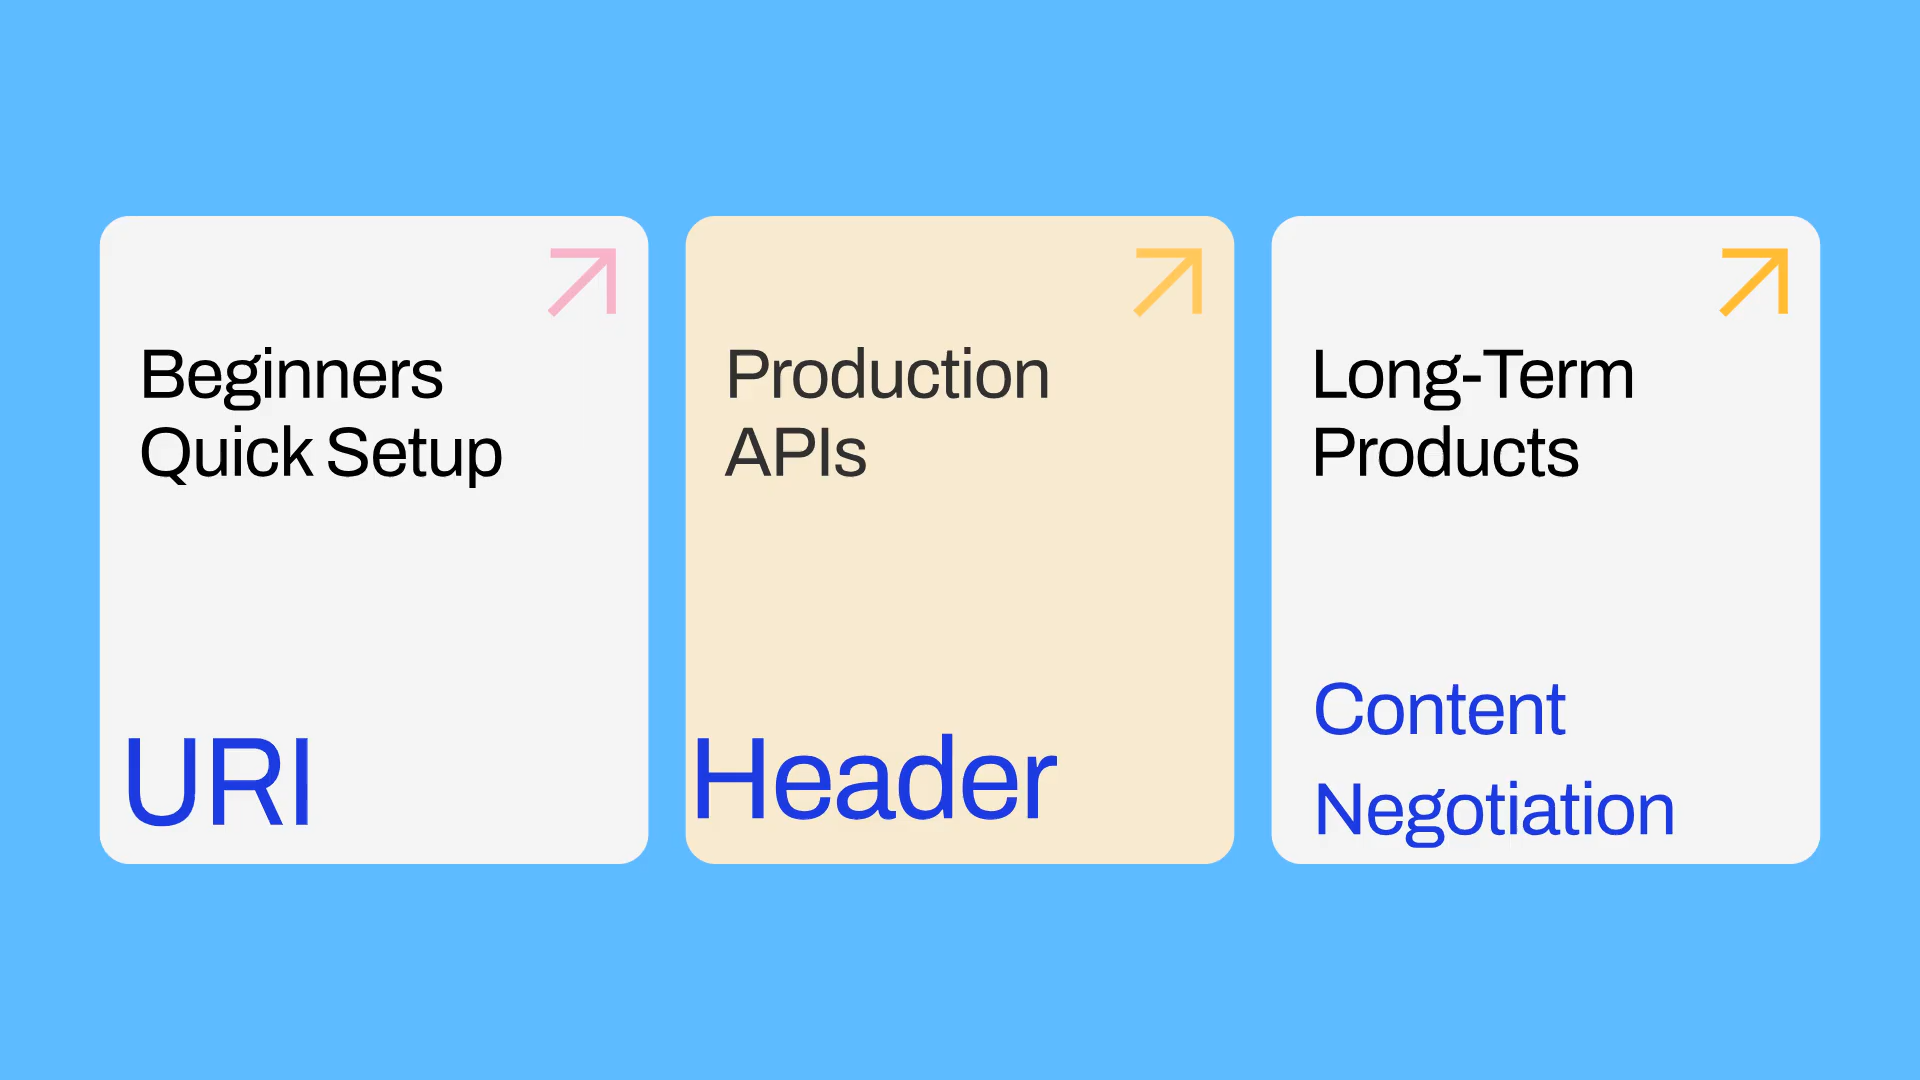 Beginners
Quick Setup
URI
Production
APIs
Header
Long-Term
Products
Content
Negotiation